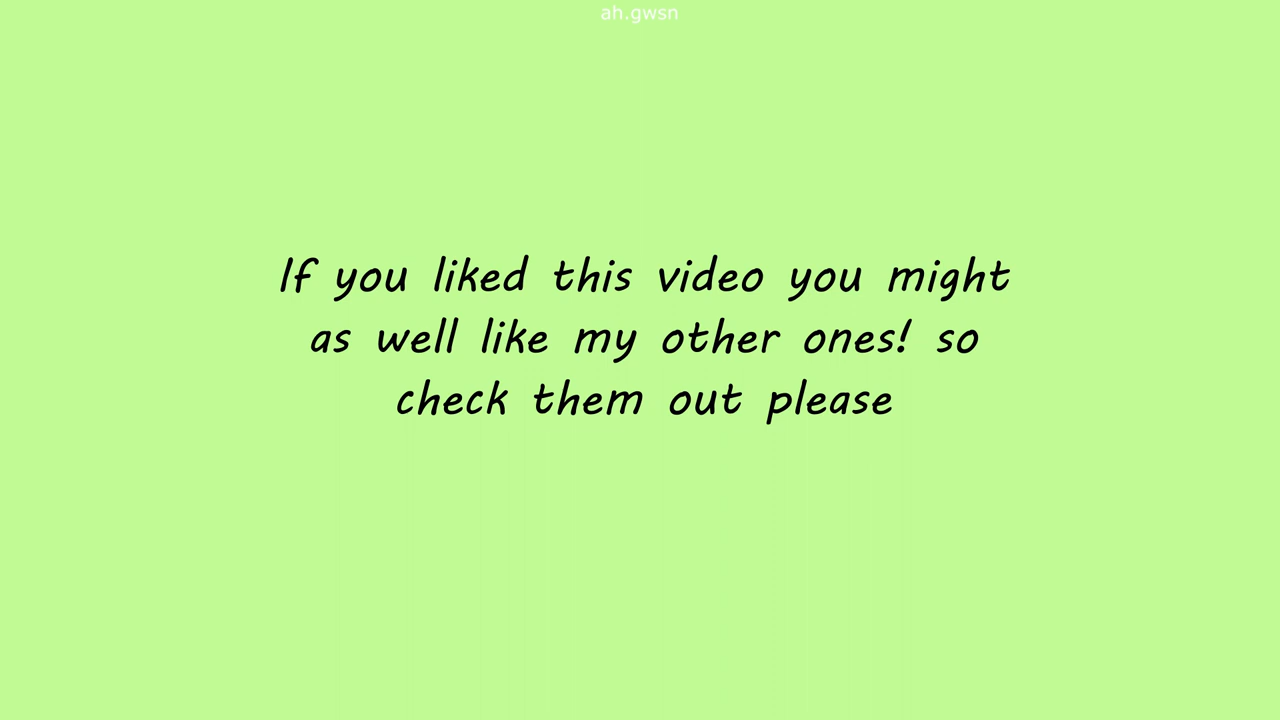 ah.gwsn
If you liked this video you might
as well like my other ones! so
check them out please